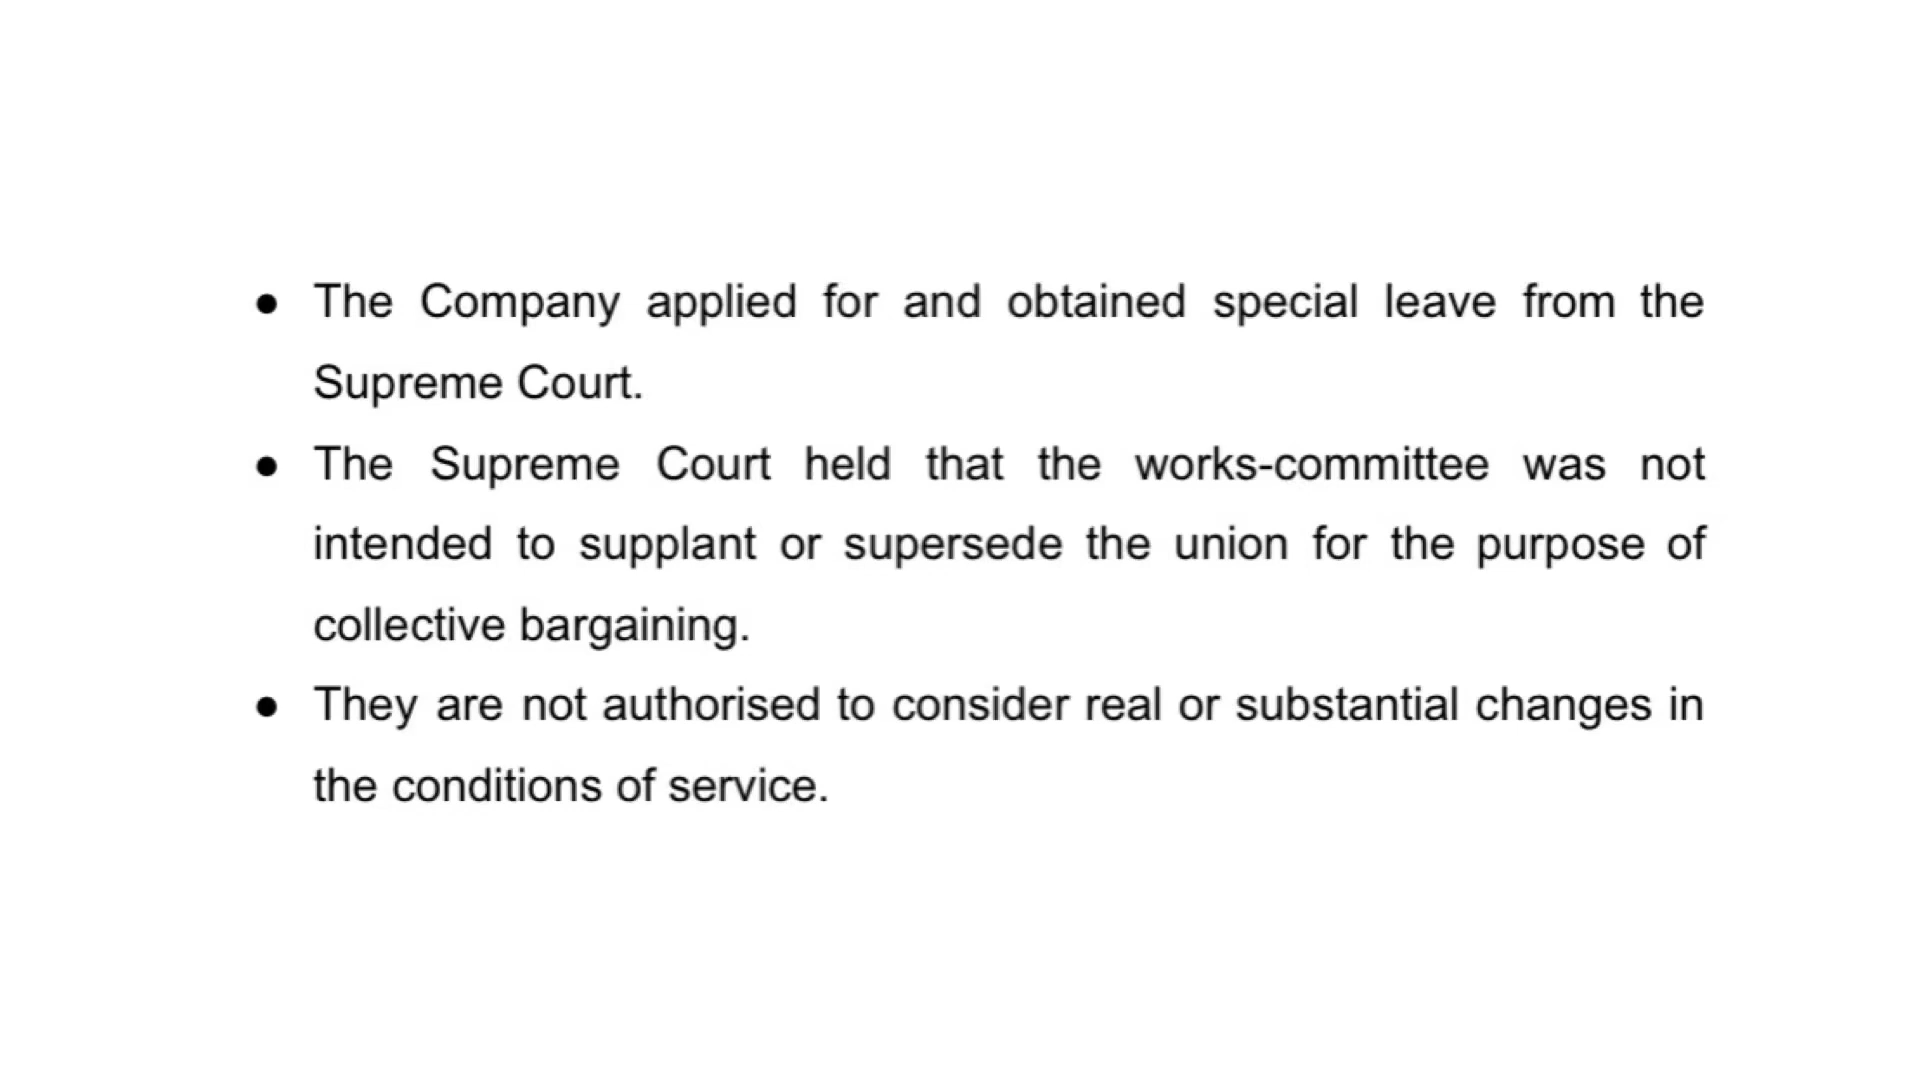 ● The Company applied for and obtained special leave from the
Supreme Court.
● The Supreme Court held that the works-committee was not
intended to supplant or supersede the union for the purpose of
collective bargaining.
● They are not authorised to consider real or substantial changes in
the conditions of service.